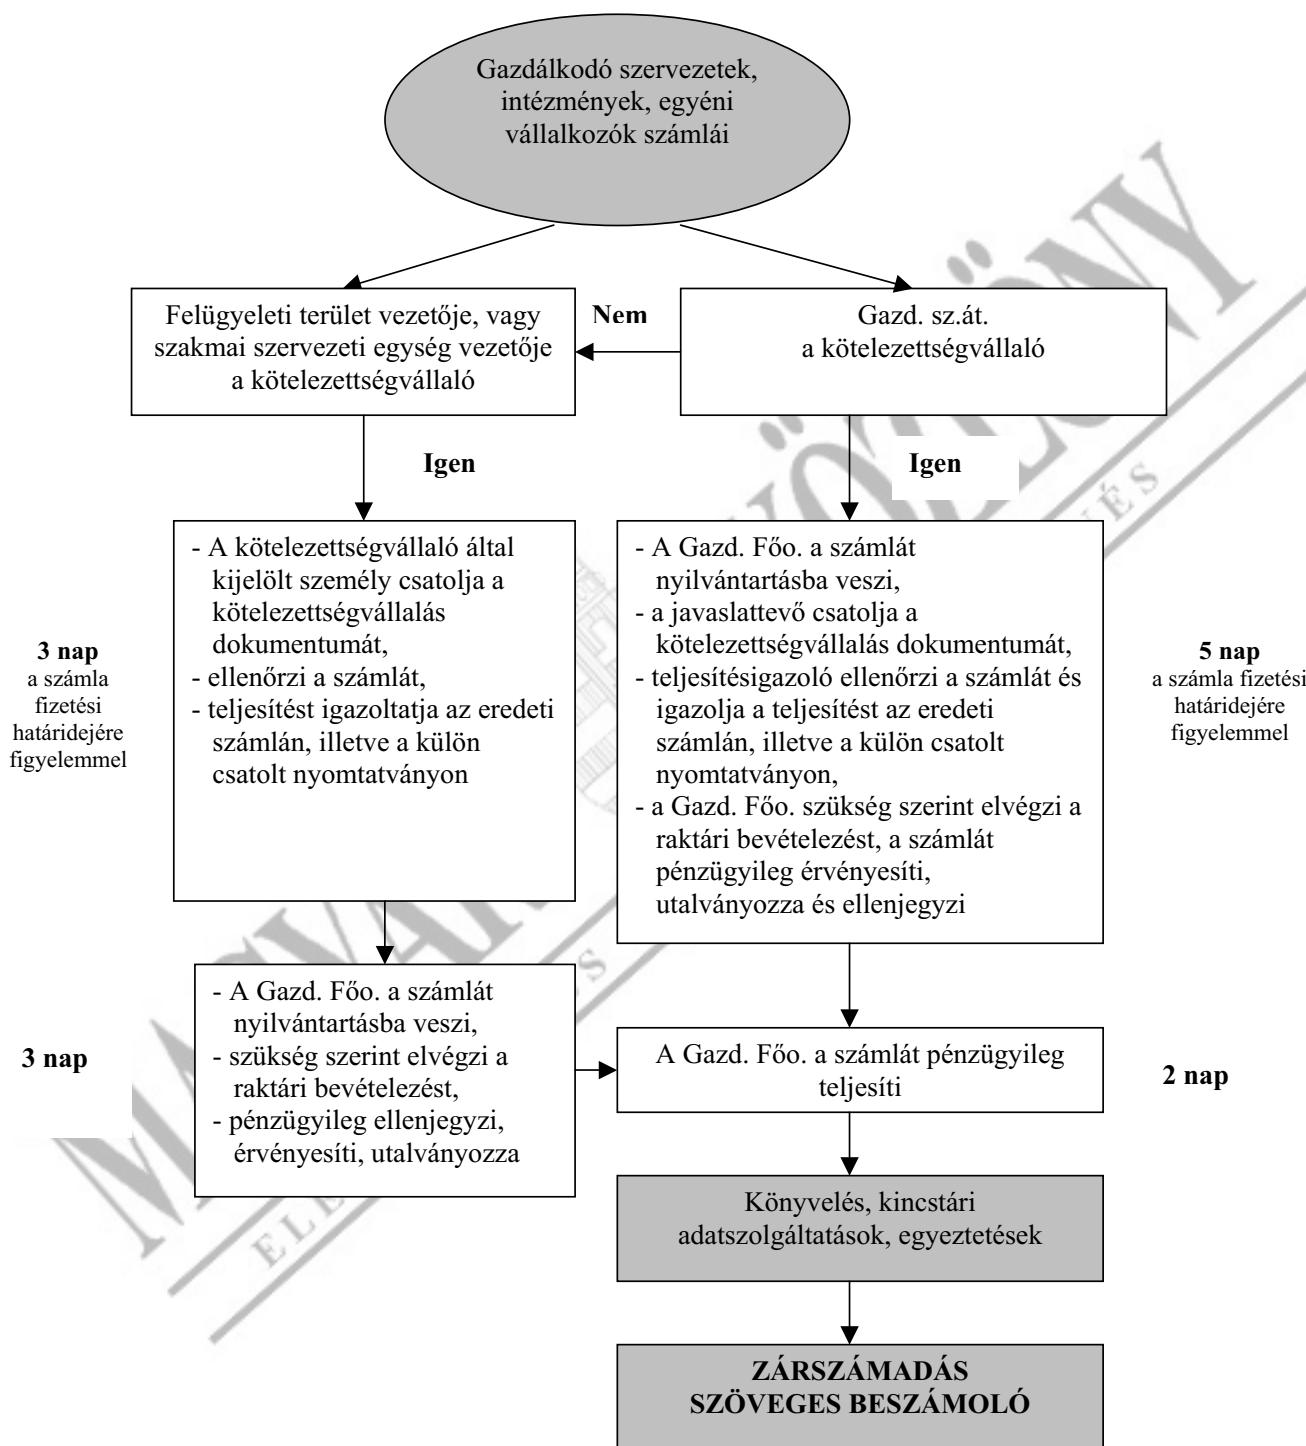 Gazdálkodó szervezetek,
intézmények, egyéni
vállalkozók számlái
Felügyeleti terület vezetője, vagy
szakmai szervezeti egység vezetője
a kötelezettségvállaló
Nem
Gazd. sz.át.
a kötelezettségvállaló
Igen
Igen
3 nap
a számla
fizetési
határidejére
figyelemmel
- A kötelezettségvállaló által
kijelölt személy csatolja a
kötelezettségvállalás
dokumentumát,
- ellenőrzi a számlát,
- teljesítést igazoltatja az eredeti
számlán, illetve a külön
csatolt nyomtatványon
- A Gazd. Főo. a számlát
nyilvántartásba veszi,
- a javaslattevő csatolja a
kötelezettségvállalás dokumentumát,
- teljesítésigazoló ellenőrzi a számlát és
igazolja a teljesítést az eredeti
számlán, illetve a külön csatolt
nyomtatványon,
- a Gazd. Főo. szükség szerint elvégzi a
raktári bevételezést, a számlát
pénzügyileg érvényesíti,
utalványozza és ellenjegyzi
5 nap
a számla fizetési
határidejére
figyelemmel
3 nap
- A Gazd. Főo. a számlát
nyilvántartásba veszi,
- szükség szerint elvégzi a
raktári bevételezést,
- pénzügyileg ellenjegyzi,
érvényesíti, utalványozza
A Gazd. Főo. a számlát pénzügyileg
teljesíti
2 nap
Könyvelés, kincstári
adatszolgáltatások, egyeztetések
ZÁRSZÁMADÁS
SZÖVEGES BESZÁMOLÓ